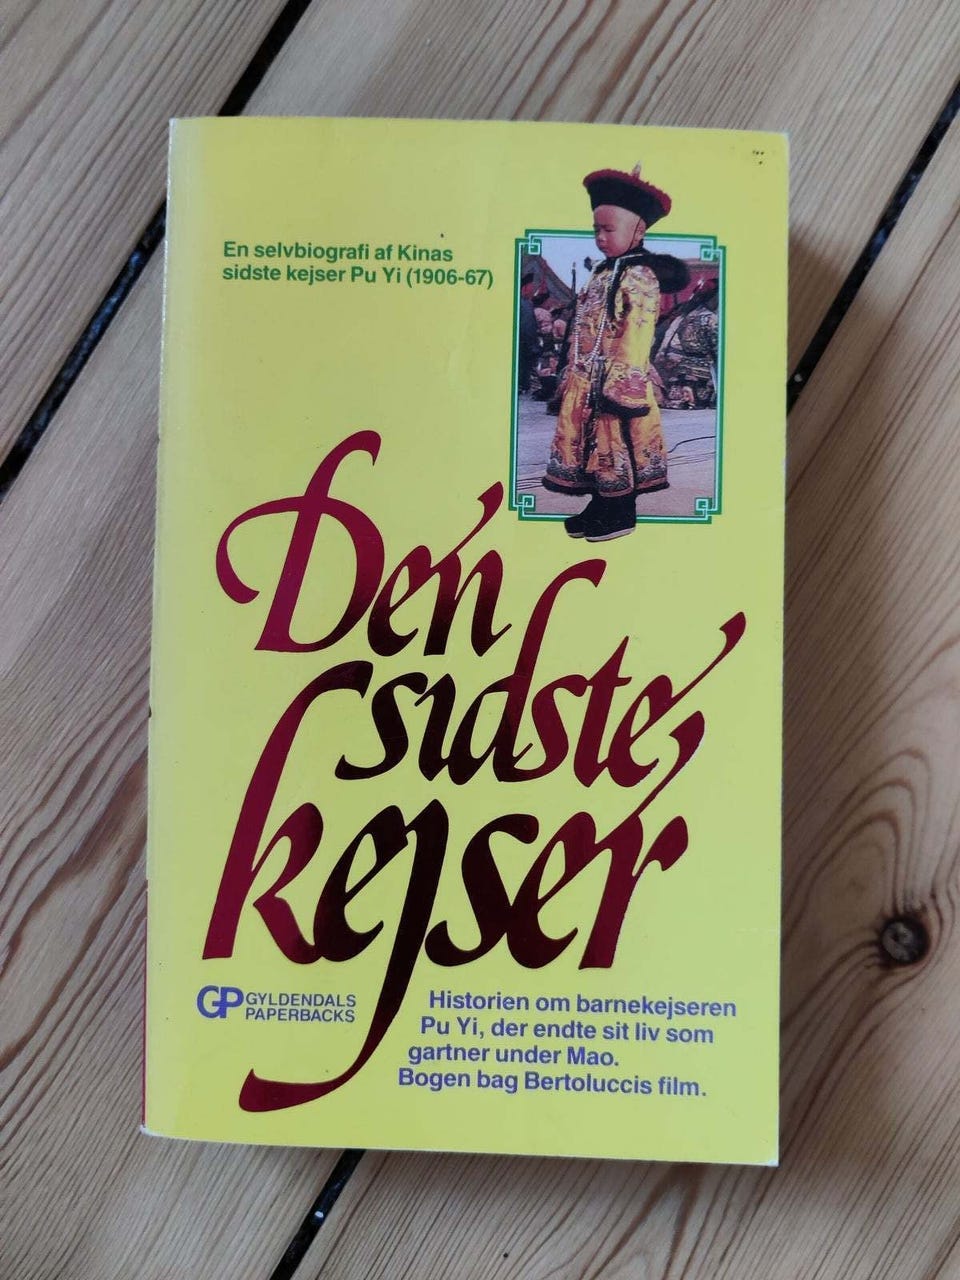 En selvbiografi af Kinas
sidste kejser Pu Yi (1906-67)
Den
sidste
kejser
GP GYLDENDALS
PAPERBACKS
Historien om barnekejseren
Pu Yi, der endte sit liv som
gartner under Mao.
Bogen bag Bertoluccis film.